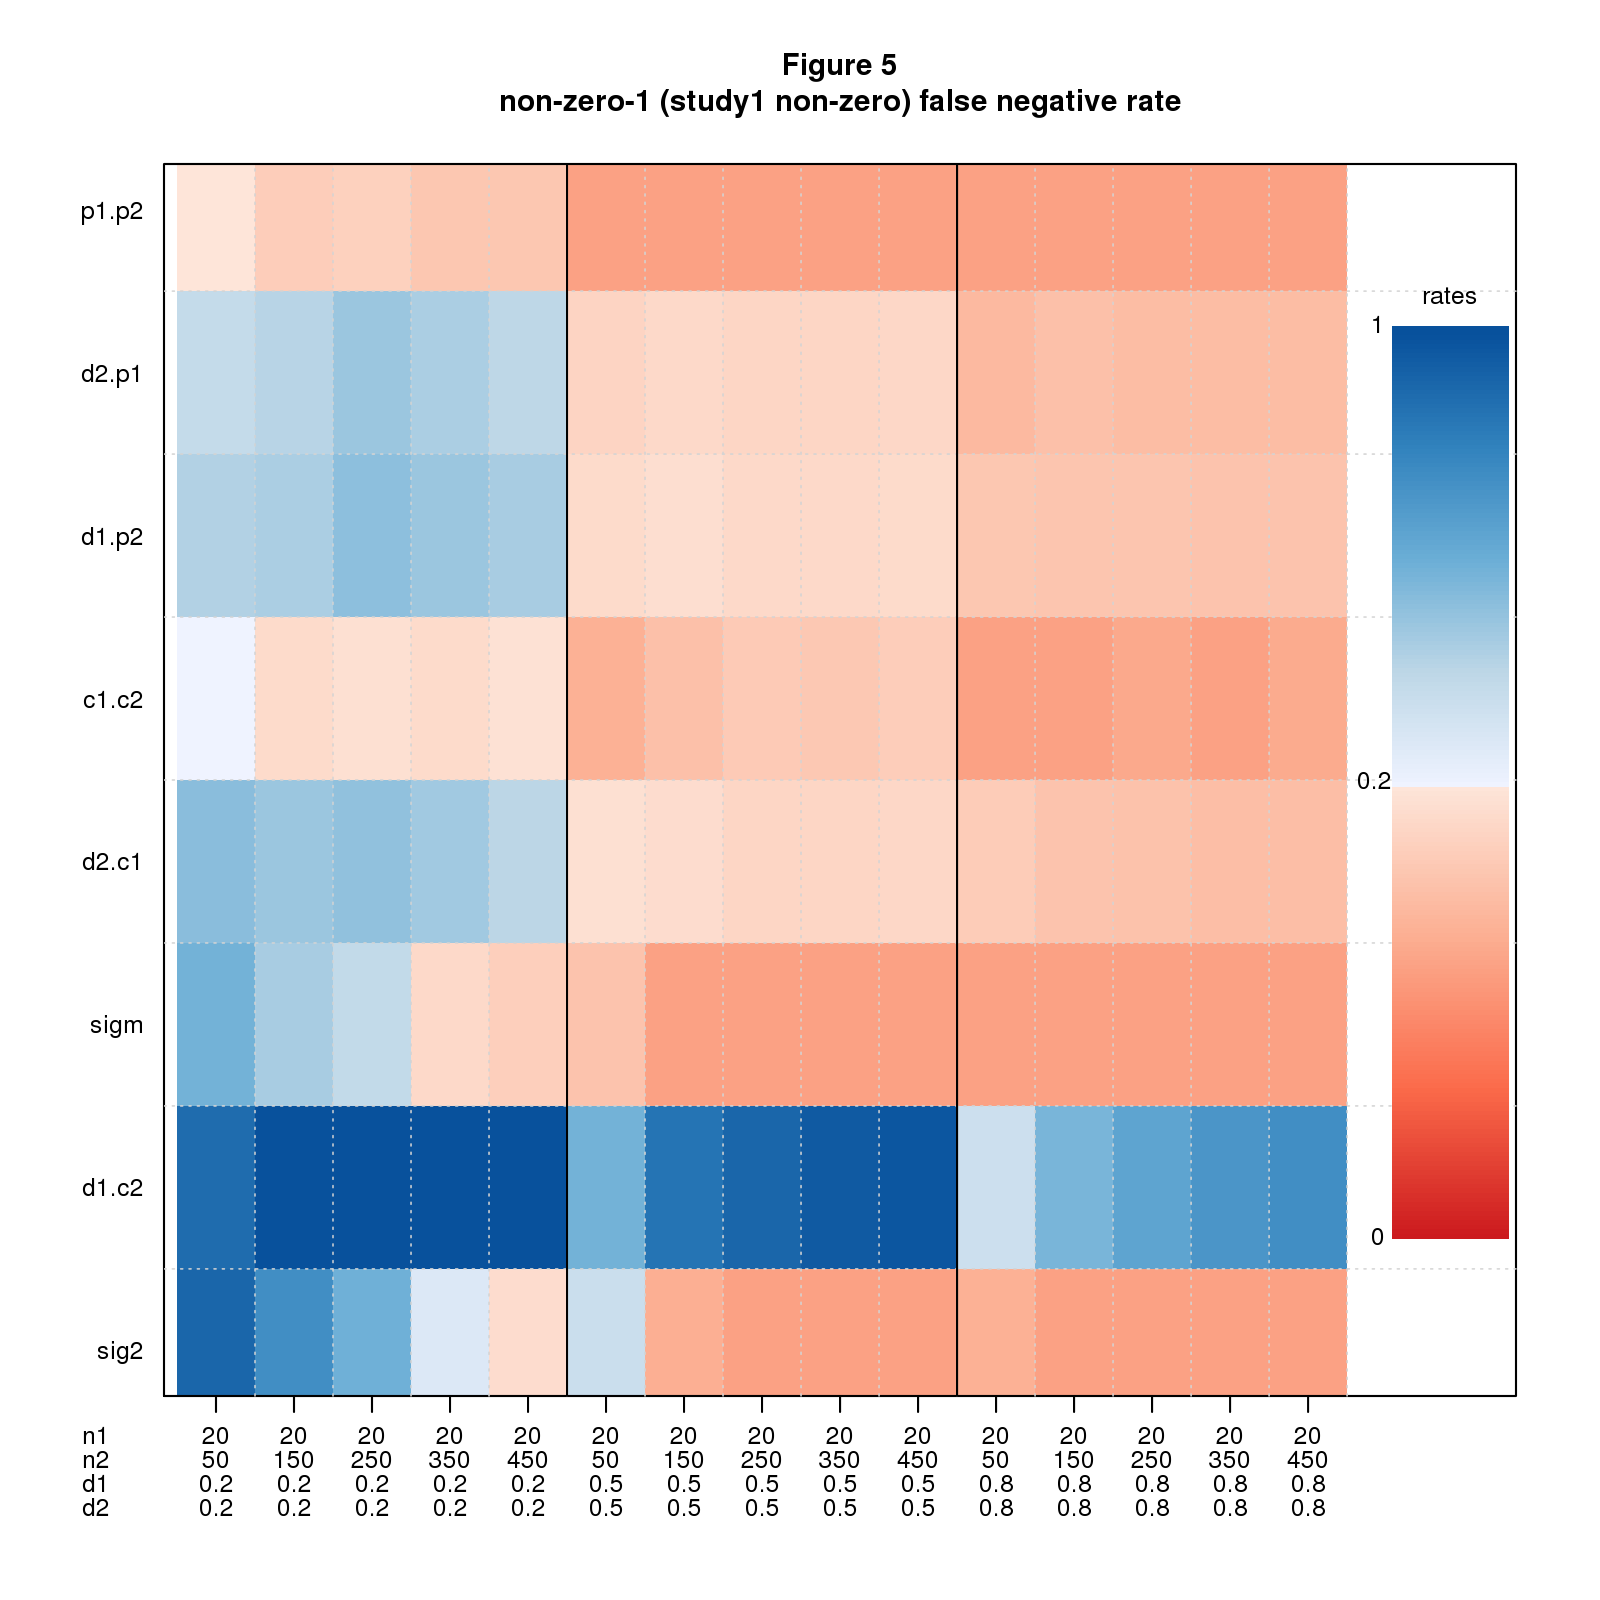 Figure 5
non-zero-1 (study1 non-zero) false negative rate
p1.p2
d2.p1
d1.p2
c1.c2
d2.c1
sigm
d1.c2
sig2
rates
1
0.2
0
n1 20 20 20 20 20 20 20 20 20 20 20 20 20 20 20
n2 50 150 250 350 450 50 150 250 350 450 50 150 250 350 450
d1 0.2 0.2 0.2 0.2 0.2 0.5 0.5 0.5 0.5 0.5 0.8 0.8 0.8 0.8 0.8
d2 0.2 0.2 0.2 0.2 0.2 0.5 0.5 0.5 0.5 0.5 0.8 0.8 0.8 0.8 0.8